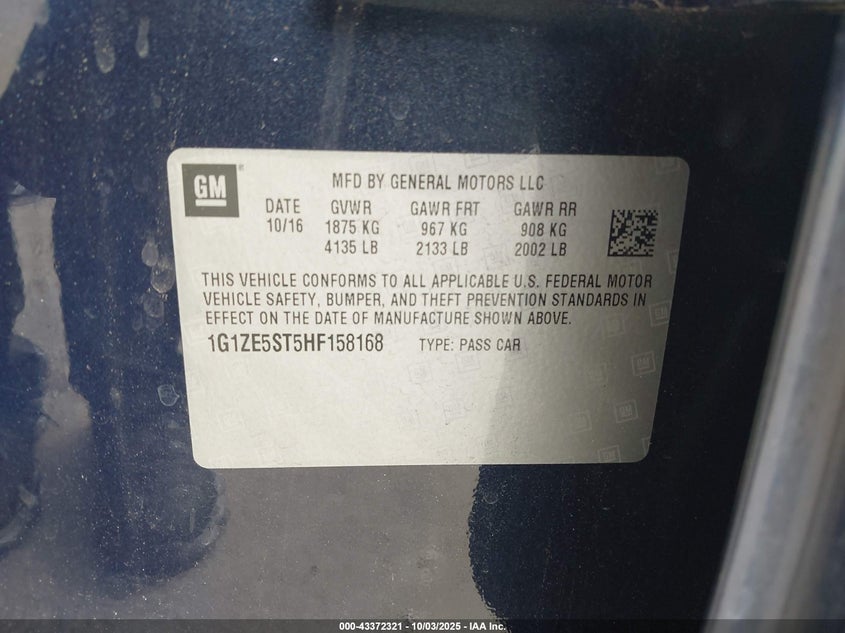 GM
MFD BY GENERAL MOTORS LLC
DATE GVWR GAWR FRT GAWR RR
10/16 1875 KG 967 KG 908 KG
4135 LB 2133 LB 2002 LB
THIS VEHICLE CONFORMS TO ALL APPLICABLE U.S. FEDERAL MOTOR
VEHICLE SAFETY, BUMPER, AND THEFT PREVENTION STANDARDS IN
EFFECT ON THE DATE OF MANUFACTURE SHOWN ABOVE.
1G1ZE5ST5HF158168 TYPE: PASS CAR
000-43372321 | 10/03/2025 - IAA Inc.